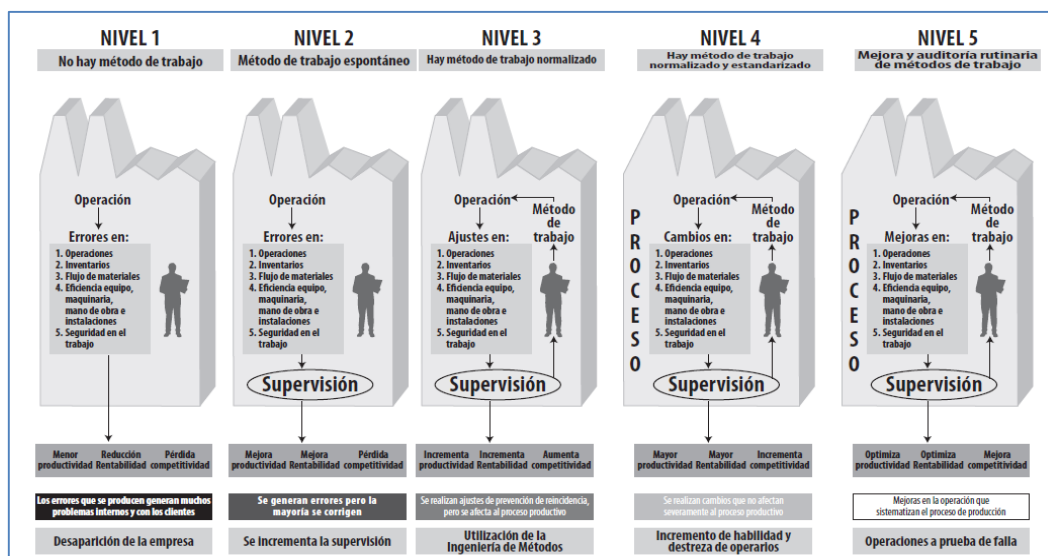 NIVEL 1
No hay método de trabajo
Operación
Errores en:
1. Operaciones
2. Inventarios
3. Flujo de materiales
4. Eficiencia equipo,
maquinaria,
mano de obra e
instalaciones
5. Seguridad en el
trabajo
Menor
productividad
Reducción
Rentabilidad
Pérdida
competitividad
Los errores que se producen generan muchos
problemas internos y con los clientes
Desaparición de la empresa
NIVEL 2
Método de trabajo espontáneo
Operación
Errores en:
1. Operaciones
2. Inventarios
3. Flujo de materiales
4. Eficiencia equipo,
maquinaria,
mano de obra e
instalaciones
5. Seguridad en el
trabajo
Supervisión
Mejora
productividad
Mejora
Rentabilidad
Pérdida
competitividad
Se generan errores pero la
mayoría se corrigen
Se incrementa la supervisión
NIVEL 3
Hay método de trabajo normalizado
Operación
Método
de
trabajo
Ajustes en:
1. Operaciones
2. Inventarios
3. Flujo de materiales
4. Eficiencia equipo,
maquinaria,
mano de obra e
instalaciones
5. Seguridad en el
trabajo
Supervisión
Incrementa
productividad
Incrementa
Rentabilidad
Aumenta
competitividad
Se realizan ajustes de prevención de reincidencia,
pero se afecta al proceso productivo
Utilización de la
Ingeniería de Métodos
NIVEL 4
Hay método de trabajo
normalizado y estandarizado
PROCESO
Operación
Método
de
trabajo
Cambios en:
1. Operaciones
2. Inventarios
3. Flujo de materiales
4. Eficiencia equipo,
maquinaria,
mano de obra e
instalaciones
5. Seguridad en el
trabajo
Supervisión
Mayor
productividad
Mayor
Rentabilidad
Incrementa
competitividad
Se realizan cambios que no afectan
severamente al proceso productivo
Incremento de habilidad y
destreza de operarios
NIVEL 5
Mejora y auditoría rutinaria
de métodos de trabajo
PROCESO
Operación
Método
de
trabajo
Mejoras en:
1. Operaciones
2. Inventarios
3. Flujo de materiales
4. Eficiencia equipo,
maquinaria,
mano de obra e
instalaciones
5. Seguridad en el
trabajo
Supervisión
Optimiza
productividad
Optimiza
Rentabilidad
Mejora
competitividad
Mejoras en la operación que
sistematizan el proceso de producción
Operaciones a prueba de falla